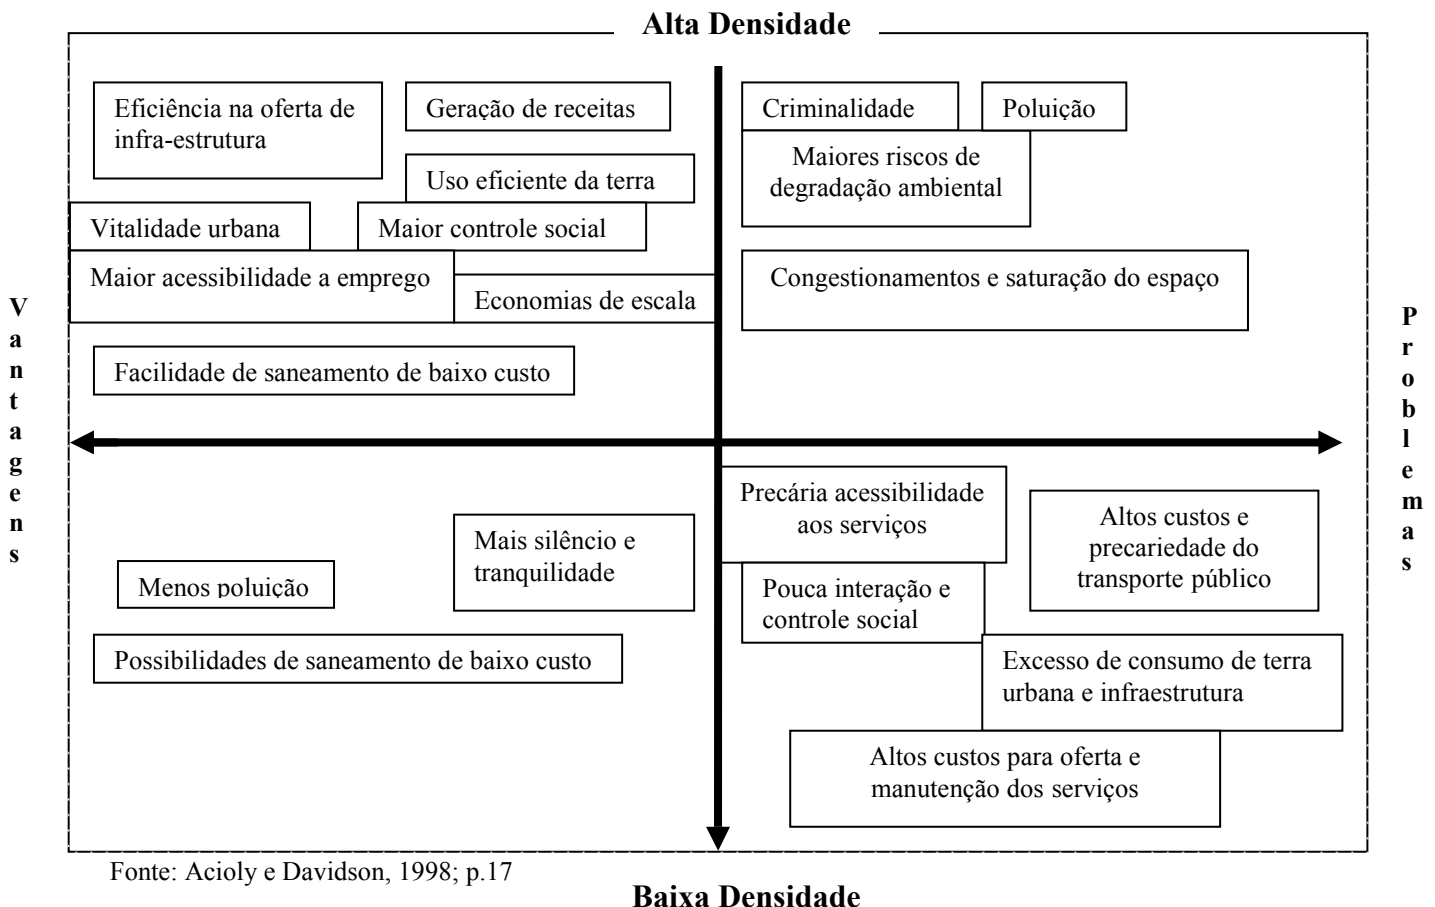 Alta Densidade
Eficiência na oferta de
infra-estrutura
Geração de receitas
Uso eficiente da terra
Vitalidade urbana
Maior controle social
Maior acessibilidade a emprego
Economias de escala
Facilidade de saneamento de baixo custo
Criminalidade
Poluição
Maiores riscos de
degradação ambiental
Congestionamentos e saturação do espaço
Vantagens
Problemas
Menos poluição
Mais silêncio e
tranquilidade
Possibilidades de saneamento de baixo custo
Precária acessibilidade
aos serviços
Altos custos e
precariedade do
transporte público
Pouca interação e
controle social
Excesso de consumo de terra
urbana e infraestrutura
Altos custos para oferta e
manutenção dos serviços
Fonte: Acioly e Davidson, 1998; p.17
Baixa Densidade